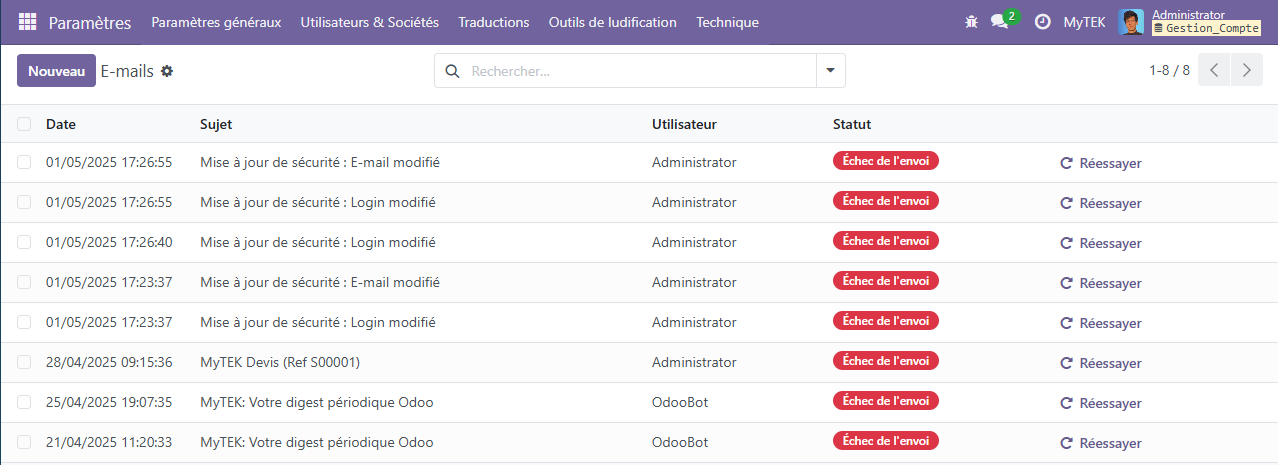 Paramètres Paramètres généraux Utilisateurs & Sociétés Traductions Outils de ludification Technique 2 MyTEK Administrator
Gestion_Compte
Nouveau E-mails Rechercher... 1-8 / 8
Date Sujet Utilisateur Statut
01/05/2025 17:26:55 Mise à jour de sécurité : E-mail modifié Administrator Échec de l'envoi Réessayer
01/05/2025 17:26:55 Mise à jour de sécurité : Login modifié Administrator Échec de l'envoi Réessayer
01/05/2025 17:26:40 Mise à jour de sécurité : Login modifié Administrator Échec de l'envoi Réessayer
01/05/2025 17:23:37 Mise à jour de sécurité : E-mail modifié Administrator Échec de l'envoi Réessayer
01/05/2025 17:23:37 Mise à jour de sécurité : Login modifié Administrator Échec de l'envoi Réessayer
28/04/2025 09:15:36 MyTEK Devis (Ref S00001) Administrator Échec de l'envoi Réessayer
25/04/2025 19:07:35 MyTEK: Votre digest périodique Odoo OdooBot Échec de l'envoi Réessayer
21/04/2025 11:20:33 MyTEK: Votre digest périodique Odoo OdooBot Échec de l'envoi Réessayer